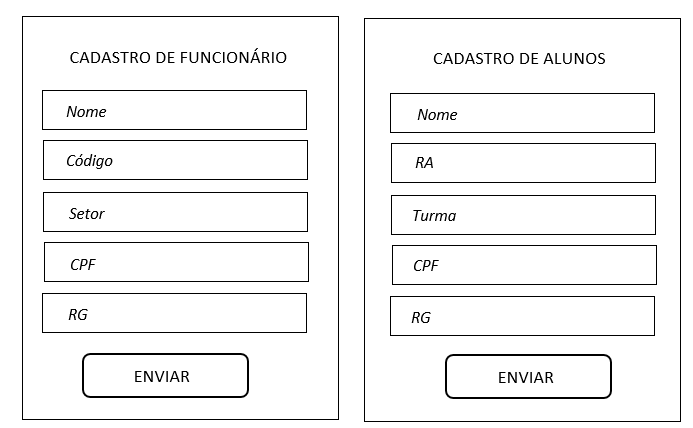 CADASTRO DE FUNCIONÁRIO
Nome
Código
Setor
CPF
RG
ENVIAR
CADASTRO DE ALUNOS
Nome
RA
Turma
CPF
RG
ENVIAR